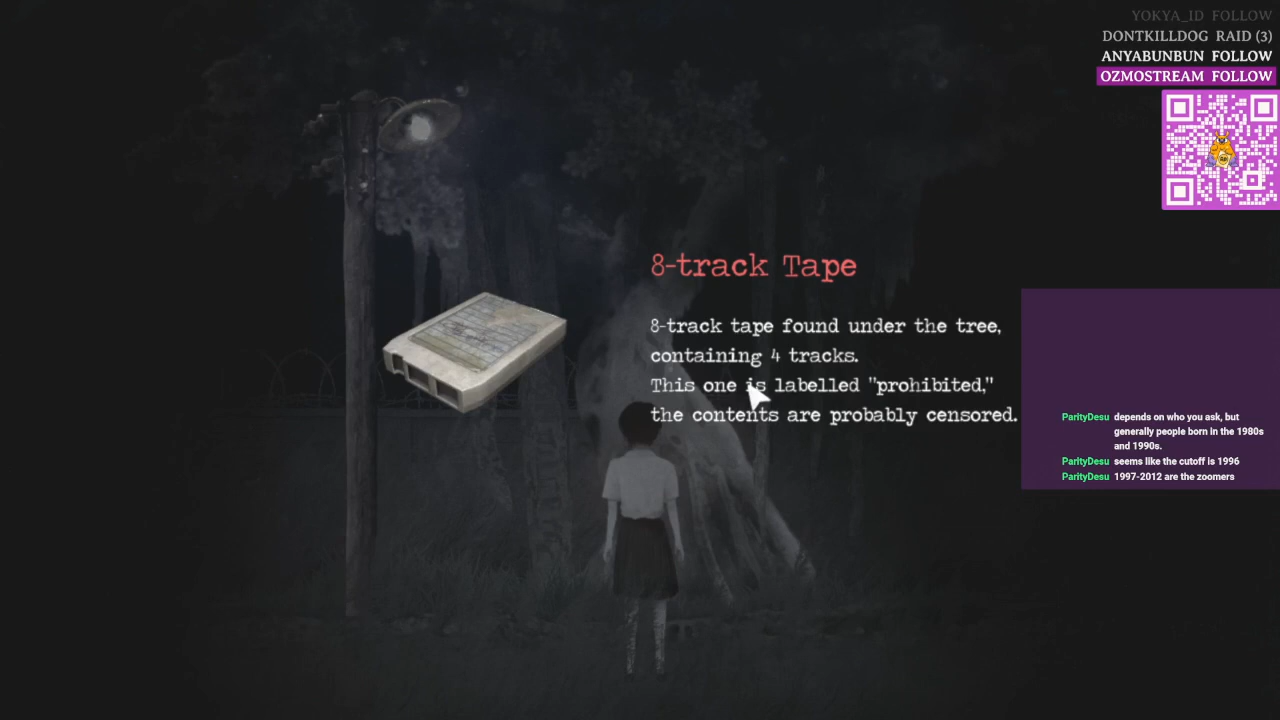 YOKYA_ID FOLLOW
DONTKILLDOG RAID (3)
ANYABUNBUN FOLLOW
OZMOSTREAM FOLLOW
8-track Tape
8-track tape found under the tree,
containing 4 tracks.
This one is labelled "prohibited,"
the contents are probably censored.
ParityDesu depends on who you ask, but
generally people born in the 1980s
and 1990s.
ParityDesu seems like the cutoff is 1996
ParityDesu 1997-2012 are the zoomers